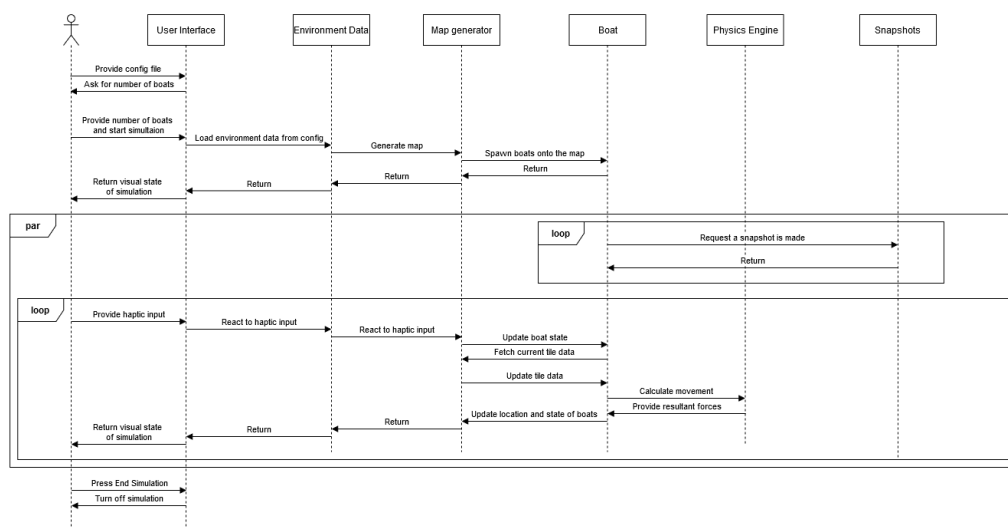 User Interface
Environment Data
Map generator
Boat
Physics Engine
Snapshots
Provide config file
Ask for number of boats
Provide number of boats
and start simultaion
Load environment data from config
Generate map
Spawn boats onto the map
Return
Return
Return
Return visual state
of simulation
par
loop
Request a snapshot is made
Return
loop
Provide haptic input
React to haptic input
React to haptic input
Update boat state
Fetch current tile data
Update tile data
Calculate movement
Provide resultant forces
Update location and state of boats
Return
Return
Return visual state
of simulation
Press End Simulation
Turn off simulation